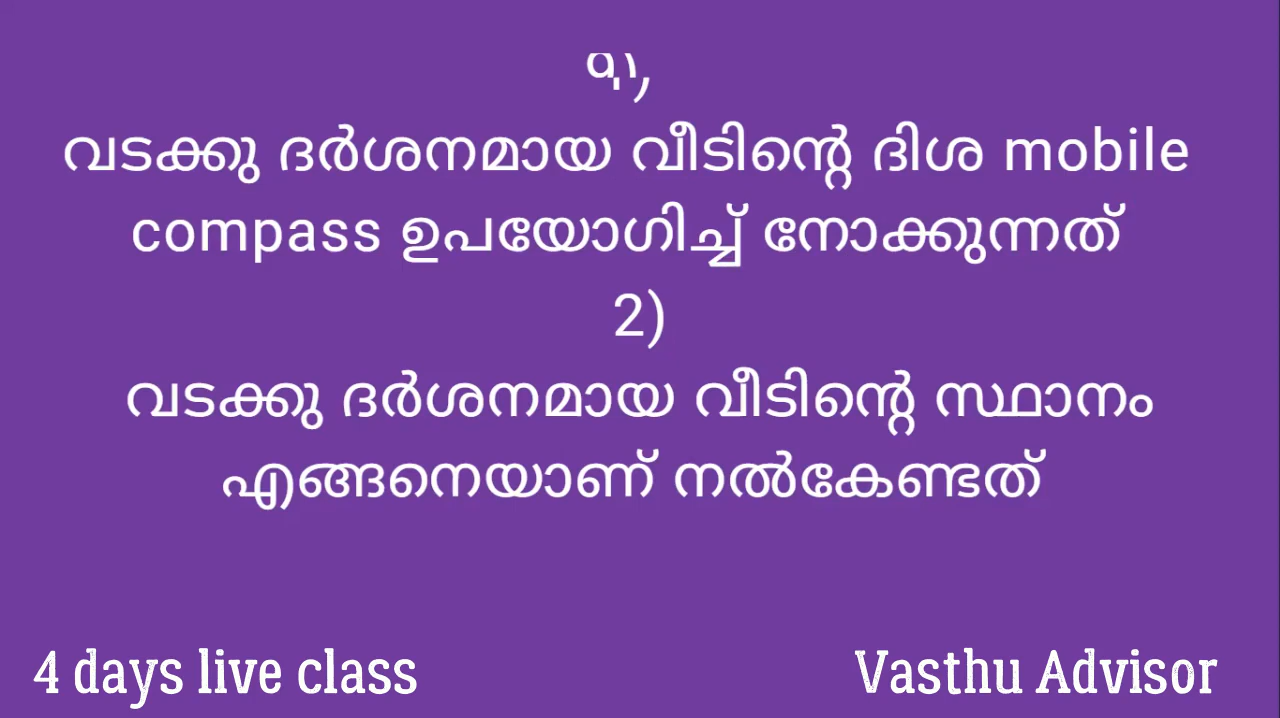 വടക്കു ദർശനമായ വീടിന്റെ ദിശ mobile
compass ഉപയോഗിച്ച് നോക്കുന്നത്
2)
വടക്കു ദർശനമായ വീടിന്റെ സ്ഥാനം
എങ്ങനെയാണ് നൽകേണ്ടത്
4 days live class
Vasthu Advisor